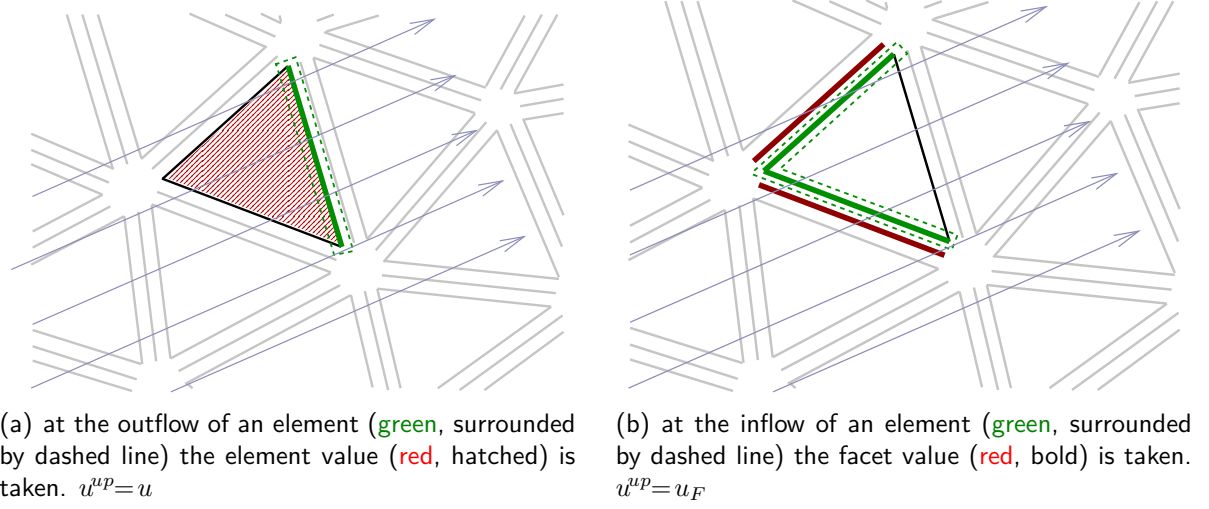 (a) at the outflow of an element (green, surrounded
by dashed line) the element value (red, hatched) is
taken. u^{up} = u
(b) at the inflow of an element (green, surrounded
by dashed line) the facet value (red, bold) is taken.
u^{up} = u_F